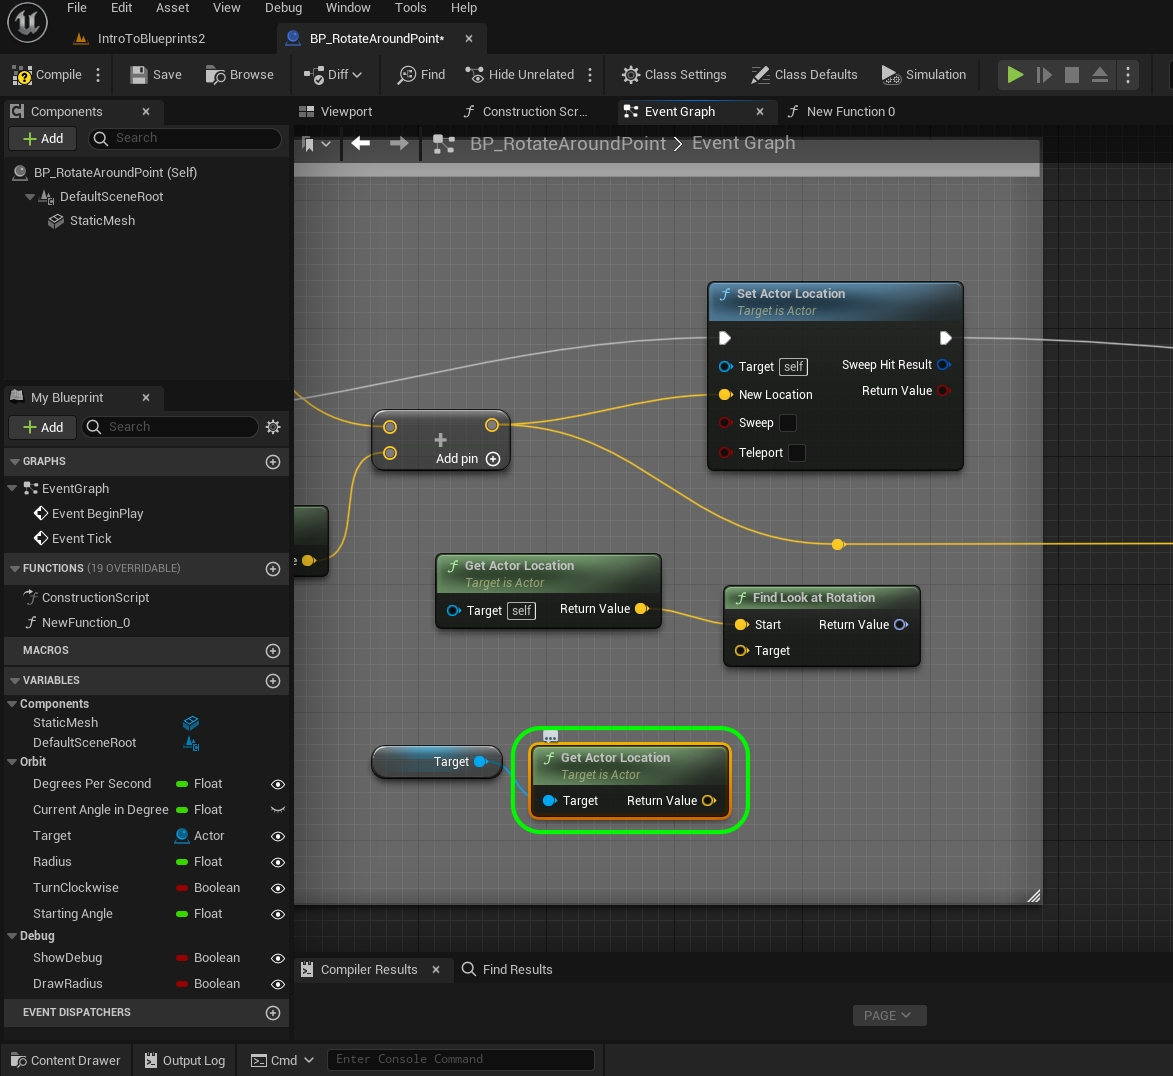 File Edit Asset View Debug Window Tools Help
IntroToBlueprints2
BP_RotateAroundPoint*
Compile Save Browse Diff Find Hide Unrelated Class Settings Class Defaults Simulation
Components
Viewport Construction Scr... Event Graph New Function 0
Add Search
BP_RotateAroundPoint Event Graph
BP_RotateAroundPoint (Self)
DefaultSceneRoot
StaticMesh
My Blueprint
Add Search
GRAPHS
EventGraph
Event BeginPlay
Event Tick
FUNCTIONS (19 OVERRIDABLE)
ConstructionScript
NewFunction_0
MACROS
VARIABLES
Components
StaticMesh
DefaultSceneRoot
Orbit
Degrees Per Second Float
Current Angle in Degree Float
Target Actor
Radius Float
TurnClockwise Boolean
Starting Angle Float
Debug
ShowDebug Boolean
DrawRadius Boolean
EVENT DISPATCHERS
Set Actor Location
Target is Actor
Target self Sweep Hit Result
New Location Return Value
Sweep
Teleport
Add pin
e
Get Actor Location
Target is Actor
Target self Return Value
Find Look at Rotation
Start Return Value
Target
Target
Get Actor Location
Target is Actor
Target Return Value
Compiler Results Find Results
PAGE
Content Drawer Output Log Cmd Enter Console Command